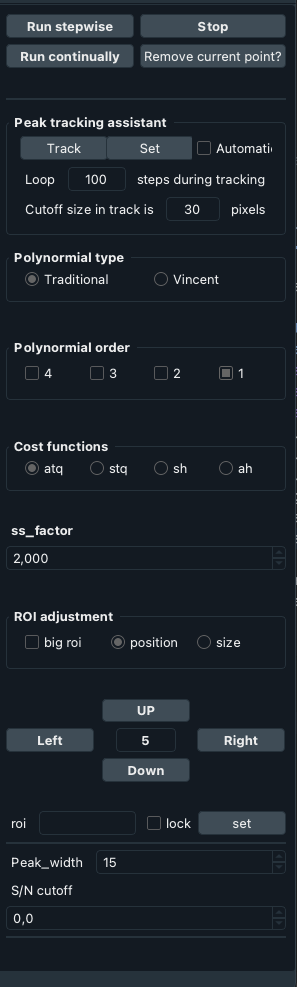 Run stepwise Stop
Run continually Remove current point?
Peak tracking assistant
Track Set Automati
Loop 100 steps during tracking
Cutoff size in track is 30 pixels
Polynormial type
Traditional Vincent
Polynormial order
4 3 2 1
Cost functions
atq stq sh ah
ss_factor
2,000
ROI adjustment
big roi position size
UP
Left 5 Right
Down
roi lock set
Peak_width 15
S/N cutoff
0,0